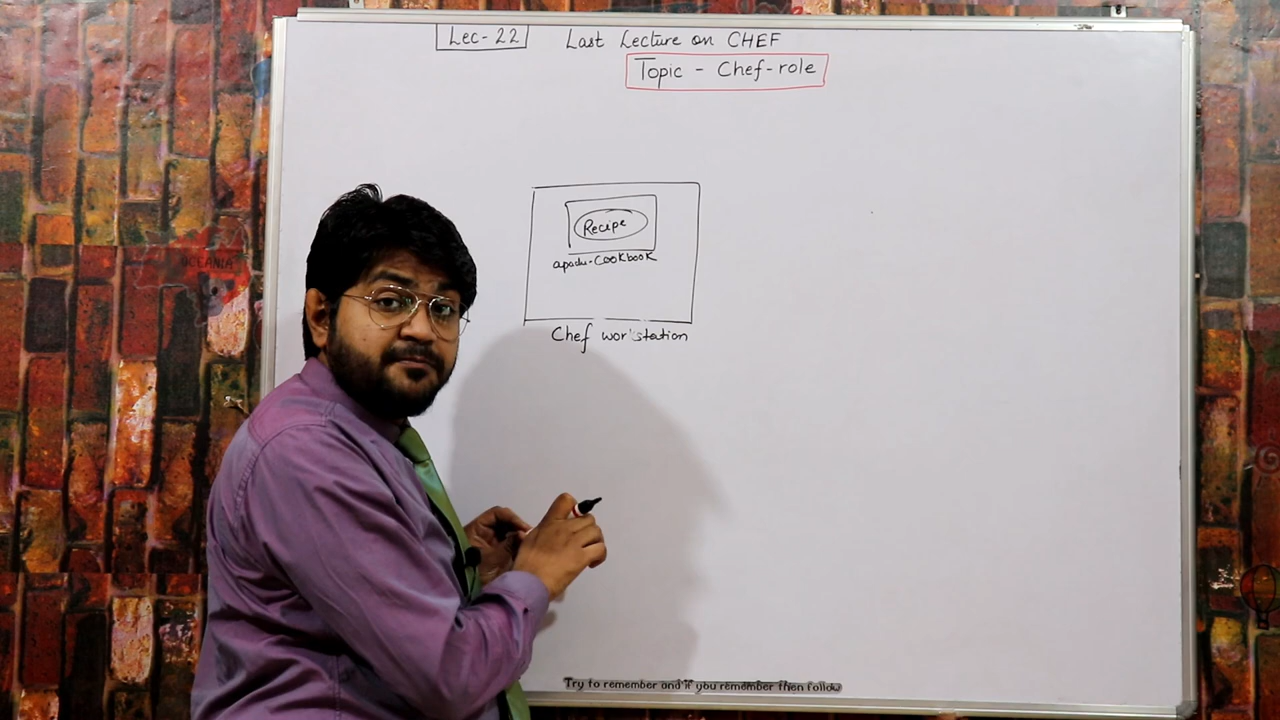 Lec- 22 Last Lecture on CHEF
Topic - Chef-role
Recipe
apache-COOKbOOK
Chef workstation
Try to remember and if you remember then follow
OCEANIA